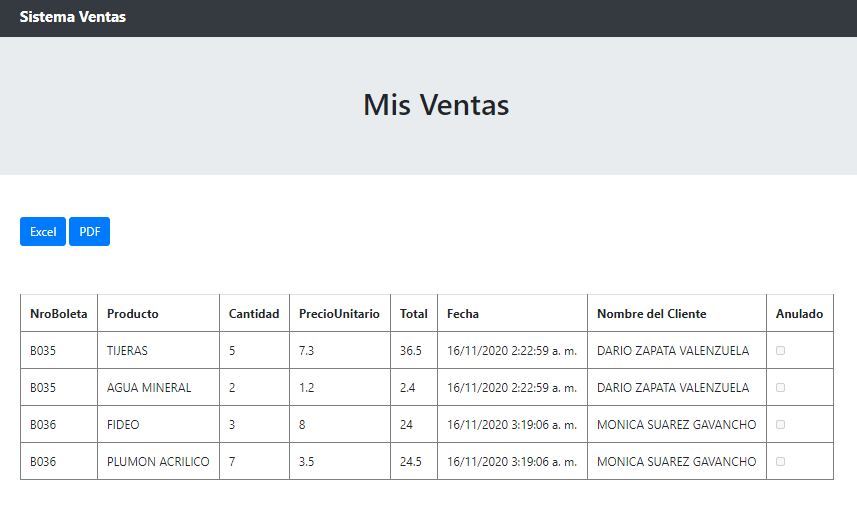 Sistema Ventas
Mis Ventas
Excel PDF
NroBoleta Producto Cantidad PrecioUnitario Total Fecha Nombre del Cliente Anulado
B035 TIJERAS 5 7.3 36.5 16/11/2020 2:22:59 a. m. DARIO ZAPATA VALENZUELA
B035 AGUA MINERAL 2 1.2 2.4 16/11/2020 2:22:59 a. m. DARIO ZAPATA VALENZUELA
B036 FIDEO 3 8 24 16/11/2020 3:19:06 a. m. MONICA SUAREZ GAVANCHO
B036 PLUMON ACRILICO 7 3.5 24.5 16/11/2020 3:19:06 a. m. MONICA SUAREZ GAVANCHO